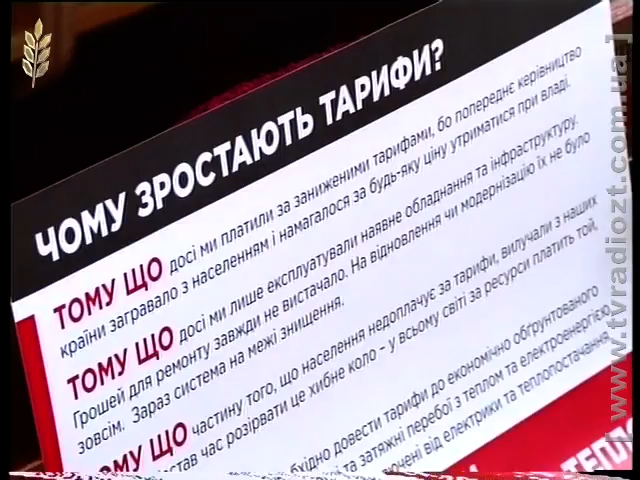 ЧОМУ ЗРОСТАЮТЬ ТАРИФИ?
ТОМУ ЩО досі ми платили за заниженими тарифами, бо попереднє керівництво
країни загравало з населенням і намагалося за будь-яку ціну утриматися при владі.
ТОМУ ЩО досі ми лише експлуатували наявне обладнання та інфраструктуру.
Грошей для ремонту завжди не вистачало. На відновлення чи модернізацію їх не було
зовсім. Зараз система на межі знищення.
ТОМУ ЩО частину того, що населення недоплачує за тарифи, вилучали з наших
настав час розірвати це хибне коло – у всьому світі за ресурси платить той,
довести тарифи до економічно обґрунтованого
та затяжні перебої з теплом та електроенергією
від електрики та теплопостачання
[ www.tvradiozt.com.ua ]